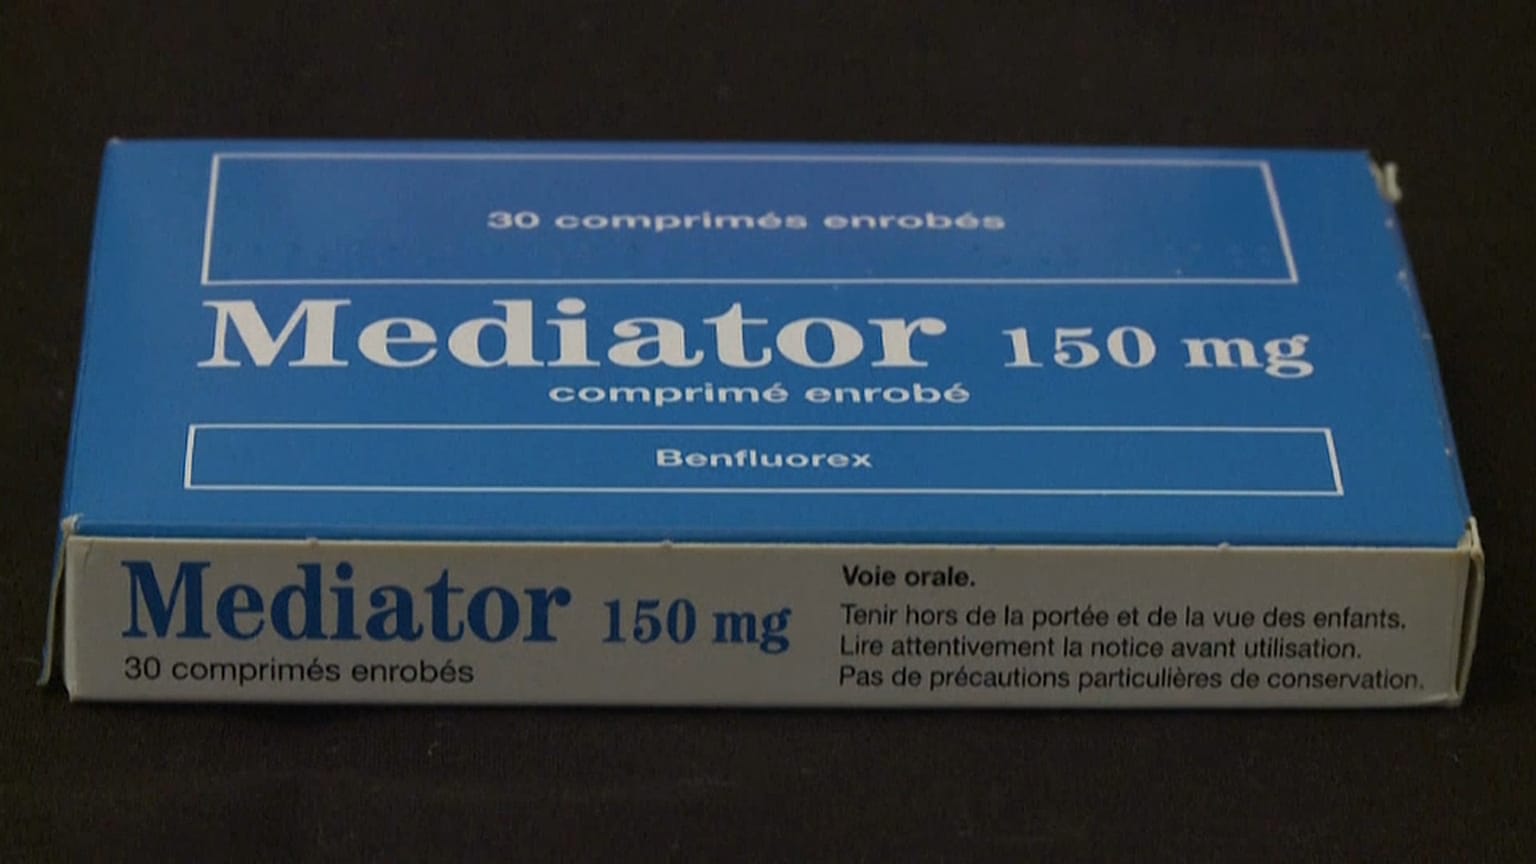 30 comprimés enrobés
Mediator 150 mg
comprimé enrobé
Benfluorex
Mediator 150 mg
30 comprimés enrobés
Voie orale.
Tenir hors de la portée et de la vue des enfants.
Lire attentivement la notice avant utilisation.
Pas de précautions particulières de conservation.